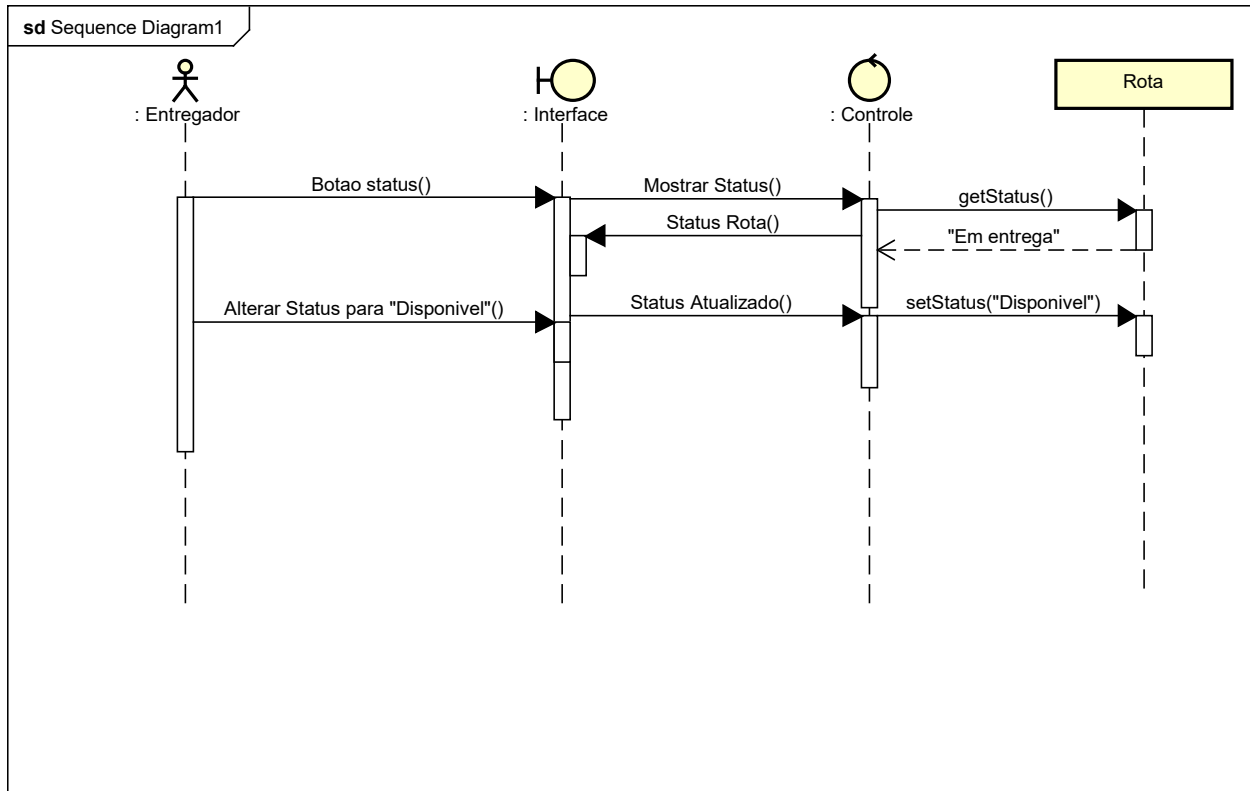 sd Sequence Diagram1
: Entregador
: Interface
: Controle
Rota
Botao status()
Mostrar Status()
getStatus()
Status Rota()
"Em entrega"
Alterar Status para "Disponivel"()
Status Atualizado()
setStatus("Disponivel")